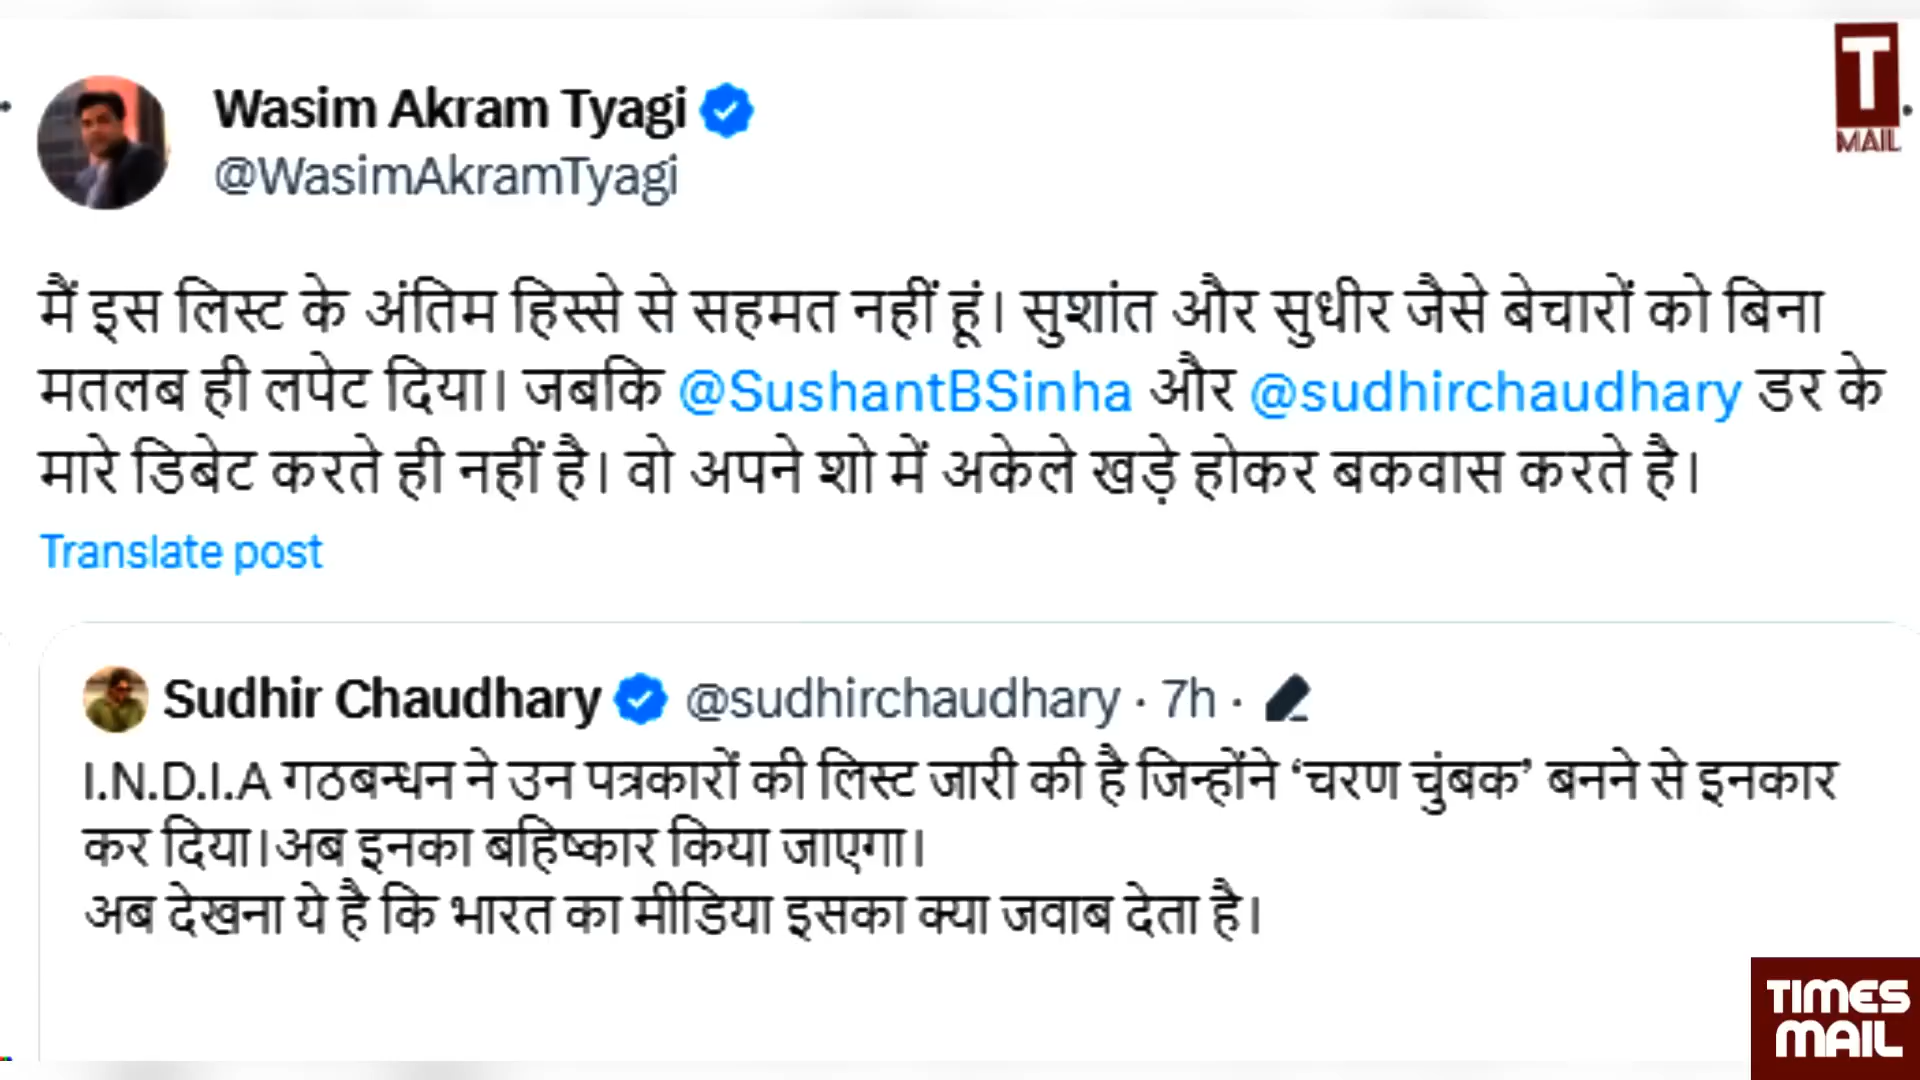 T
MAIL
Wasim Akram Tyagi
@WasimAkramTyagi
मैं इस लिस्ट के अंतिम हिस्से से सहमत नहीं हूं। सुशांत और सुधीर जैसे बेचारों को बिना
मतलब ही लपेट दिया। जबकि @SushantBSinha और @sudhirchaudhary डर के
मारे डिबेट करते ही नहीं है। वो अपने शो में अकेले खड़े होकर बकवास करते है।
Translate post
Sudhir Chaudhary @sudhirchaudhary · 7h ·
I.N.D.I.A गठबन्धन ने उन पत्रकारों की लिस्ट जारी की है जिन्होंने ‘चरण चुंबक’ बनने से इनकार
कर दिया।अब इनका बहिष्कार किया जाएगा।
अब देखना ये है कि भारत का मीडिया इसका क्या जवाब देता है।
TIMES
MAIL